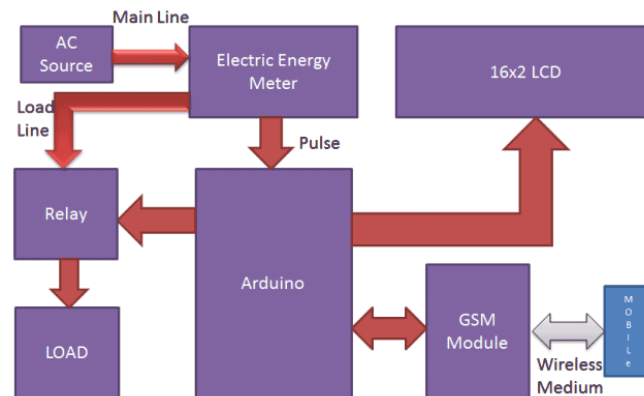 Main Line
AC
Source
Electric Energy
Meter
16x2 LCD
Load
Line
Pulse
Relay
Arduino
GSM
Module
MOBILe
LOAD
Wireless
Medium